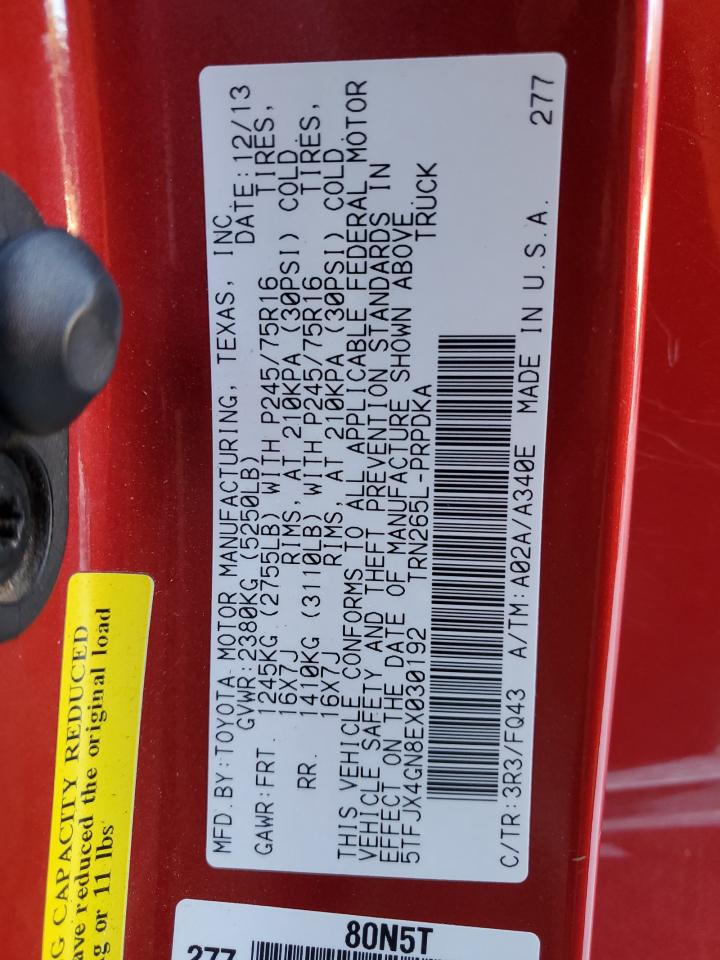 MFD.BY:TOYOTA MOTOR MANUFACTURING, TEXAS, INC.
GVWR:2380KG (5250LB) DATE:12/13
GAWR:FRT. 1245KG (2755LB) WITH P245/75R16 TIRES,
16X7J RIMS, AT 210KPA (30PSI) COLD.
RR. 1410KG (3110LB) WITH P245/75R16 TIRES,
16X7J RIMS, AT 210KPA (30PSI) COLD.
THIS VEHICLE CONFORMS TO ALL APPLICABLE FEDERAL MOTOR
VEHICLE SAFETY AND THEFT PREVENTION STANDARDS IN
EFFECT ON THE DATE OF MANUFACTURE SHOWN ABOVE.
5TFJX4GN8EX030192 TRN265L-PRPDKA TRUCK
C/TR:3R3/FQ43 A/TM:A02A/A340E MADE IN U.S.A. 277
G CAPACITY REDUCED
ave reduced the original load
g or 11 lbs
80N5T
277